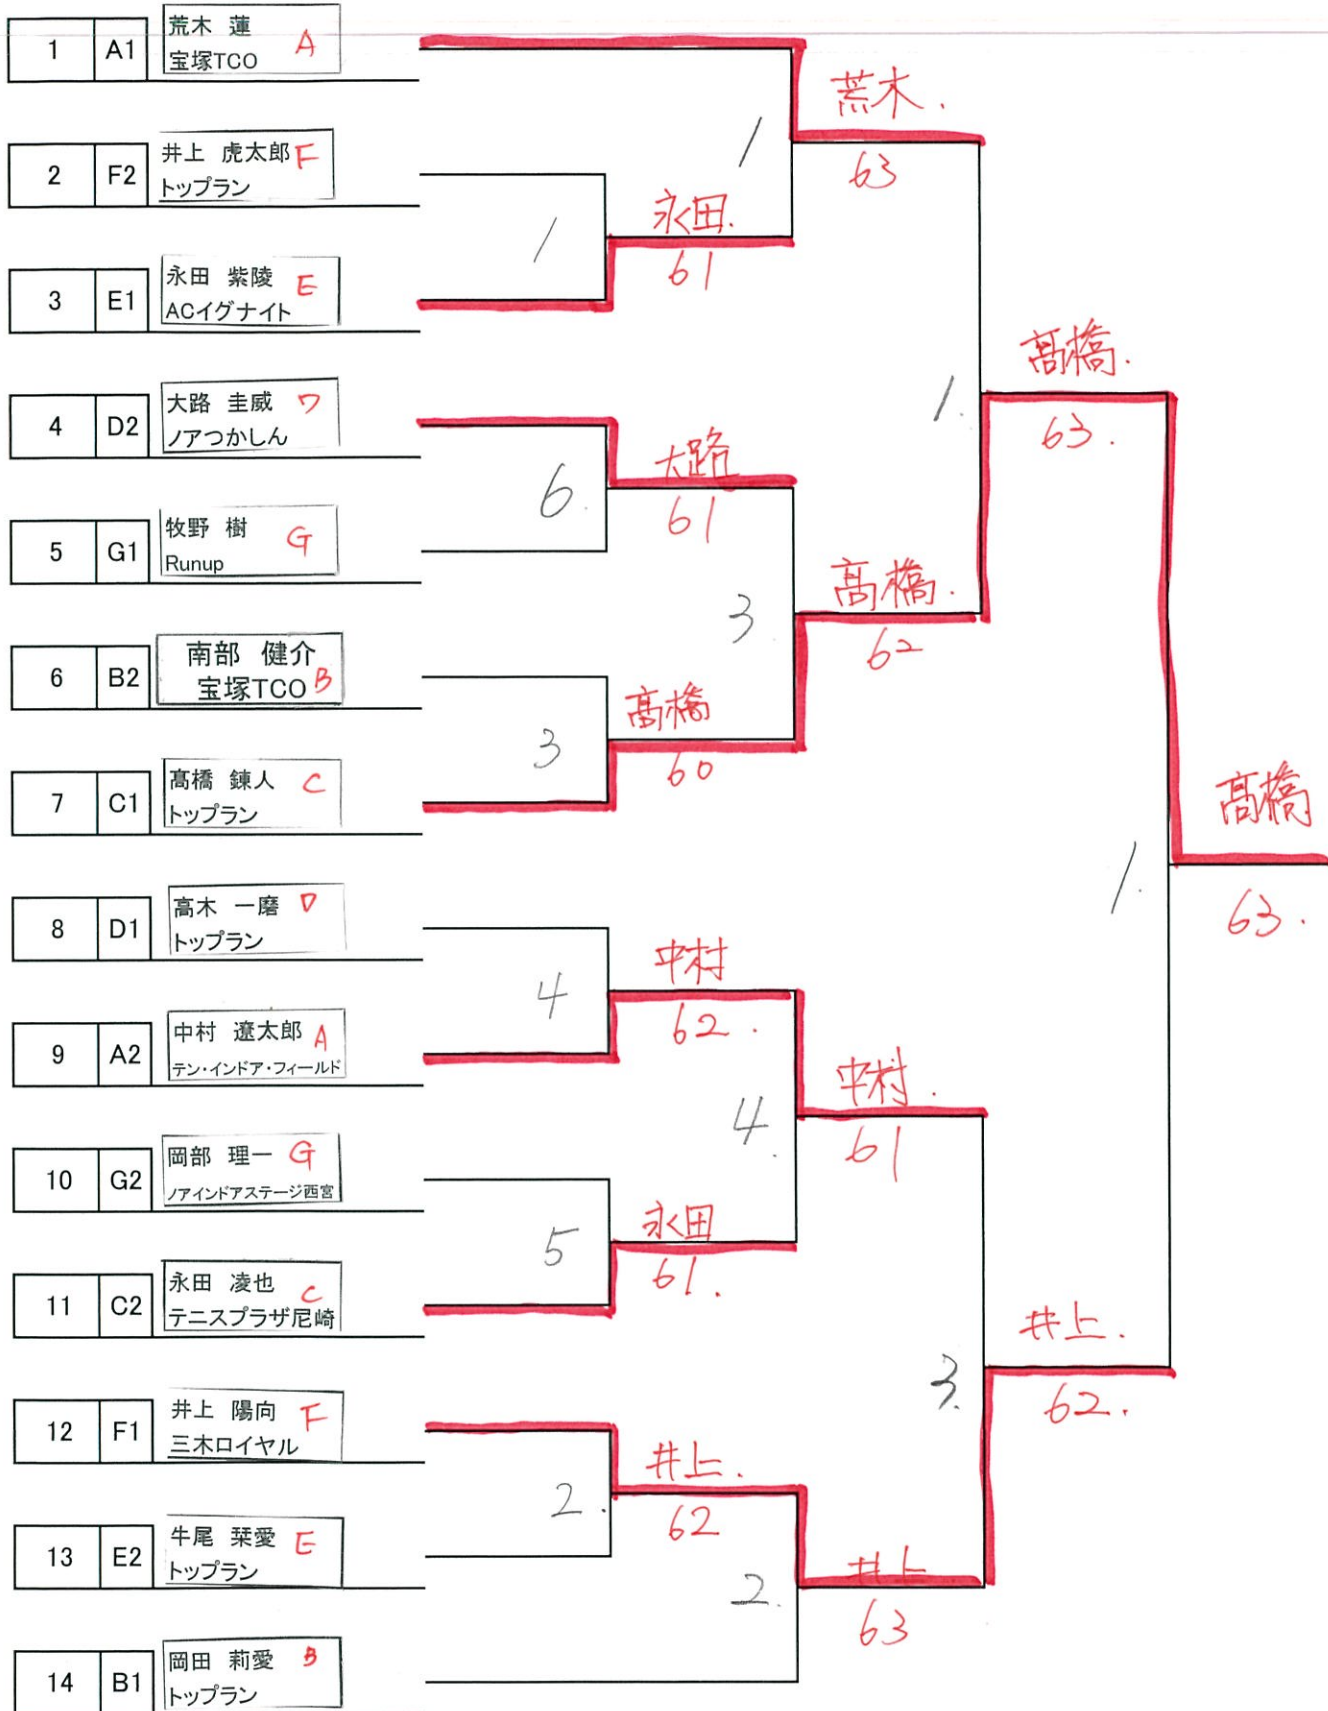 1 A1 荒木 蓮 A
宝塚TCO
荒木.
1
63
2 F2 井上 虎太郎 F
トップラン
永田.
1
61
3 E1 永田 紫陵 E
ACイグナイト
髙橋.
1.
63.
4 D2 大路 圭威 D
ノアつかしん
大路
6.
61
5 G1 牧野 樹 G
Runup
髙橋.
3
62
6 B2 南部 健介
宝塚TCO B
髙橋
3
60
7 C1 髙橋 錬人 C
トップラン
髙橋
1.
63.
8 D1 高木 一磨 D
トップラン
中村
4
62.
9 A2 中村 遼太郎 A
テン・インドア・フィールド
中村.
4.
61
10 G2 岡部 理一 G
ノアインドアステージ西宮
永田
5
61.
11 C2 永田 凌也 C
テニスプラザ尼崎
井上.
3.
62.
12 F1 井上 陽向 F
三木ロイヤル
井上.
2.
62
13 E2 牛尾 栞愛 E
トップラン
井上
2.
63
14 B1 岡田 莉愛 B
トップラン